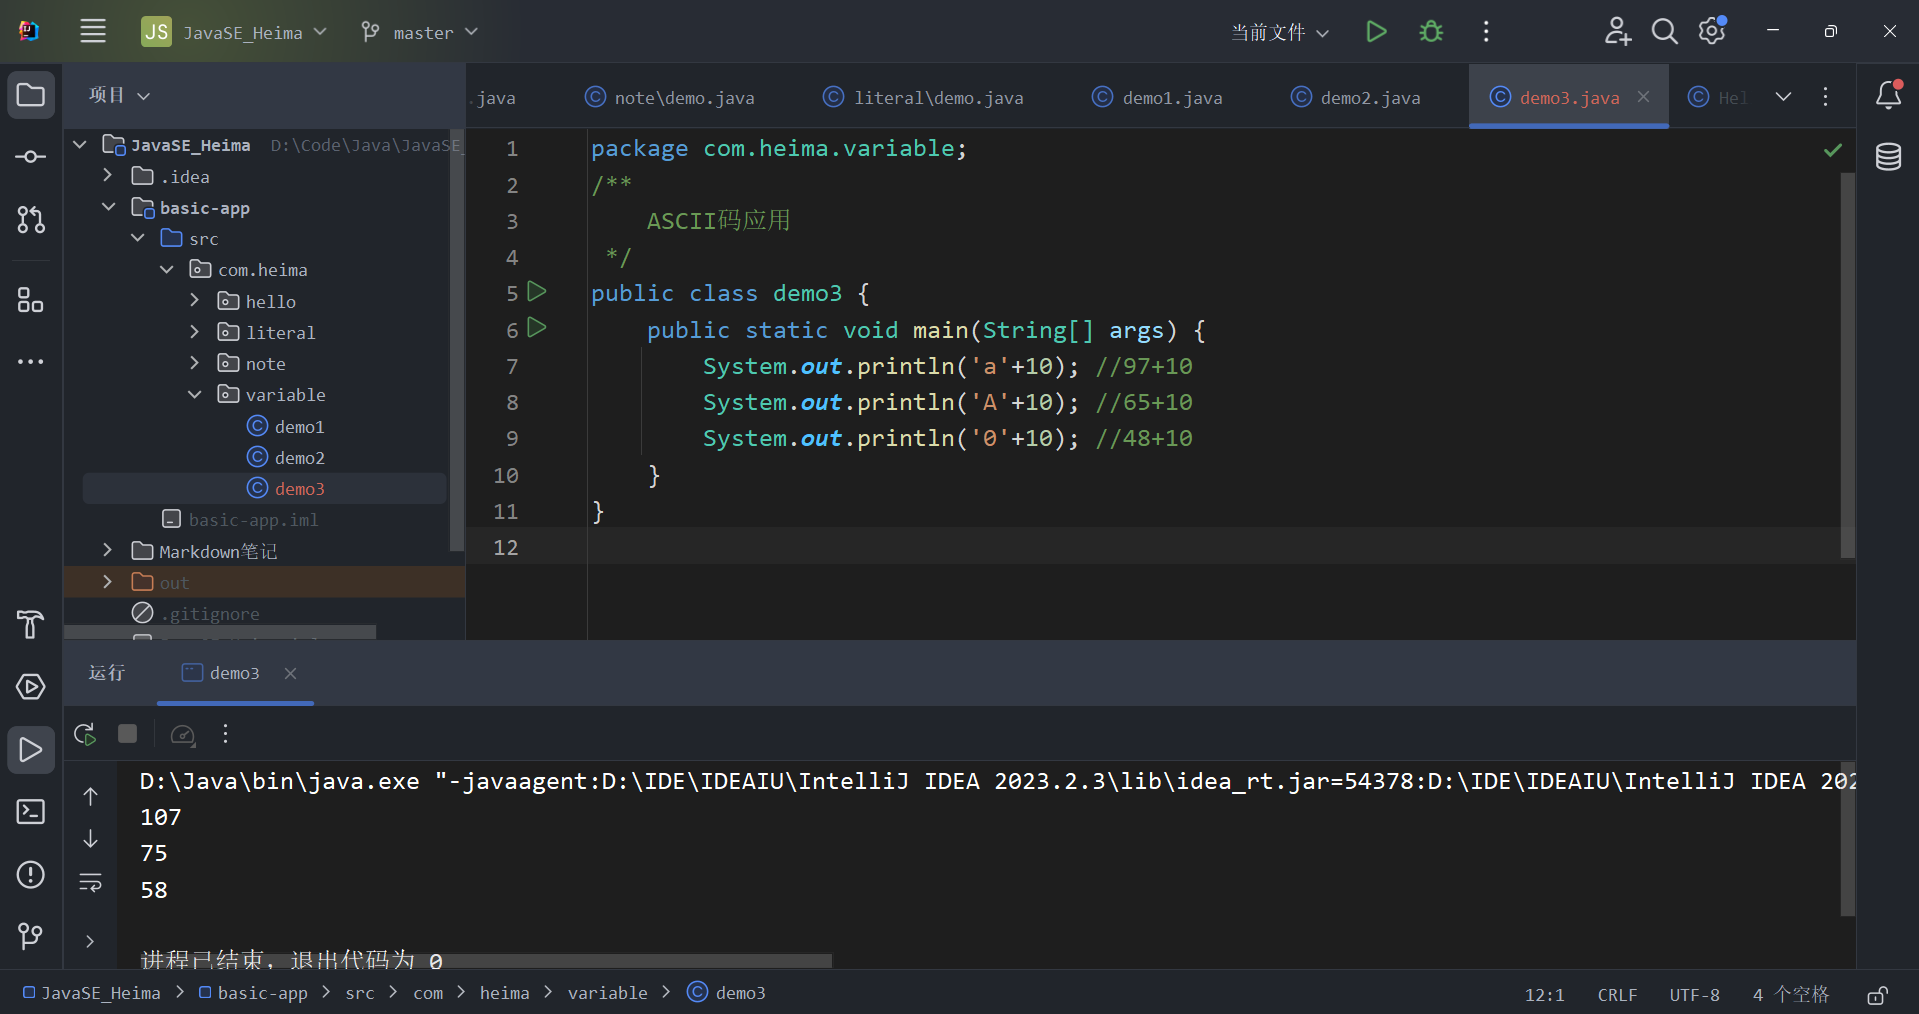 JS JavaSE_Heima master 当前文件
项目
.java note\demo.java literal\demo.java demo1.java demo2.java demo3.java Hel
JavaSE_Heima D:\Code\Java\JavaSE_
.idea
basic-app
src
com.heima
hello
literal
note
variable
demo1
demo2
demo3
basic-app.iml
Markdown笔记
out
.gitignore
1 package com.heima.variable;
2 /**
3 ASCII码应用
4 */
5 public class demo3 {
6 public static void main(String[] args) {
7 System.out.println('a'+10); //97+10
8 System.out.println('A'+10); //65+10
9 System.out.println('0'+10); //48+10
10 }
11 }
12
运行 demo3
D:\Java\bin\java.exe "-javaagent:D:\IDE\IDEAIU\IntelliJ IDEA 2023.2.3\lib\idea_rt.jar=54378:D:\IDE\IDEAIU\IntelliJ IDEA 202
107
75
58
进程已结束，退出代码为 0
JavaSE_Heima > basic-app > src > com > heima > variable > demo3 12:1 CRLF UTF-8 4 个空格